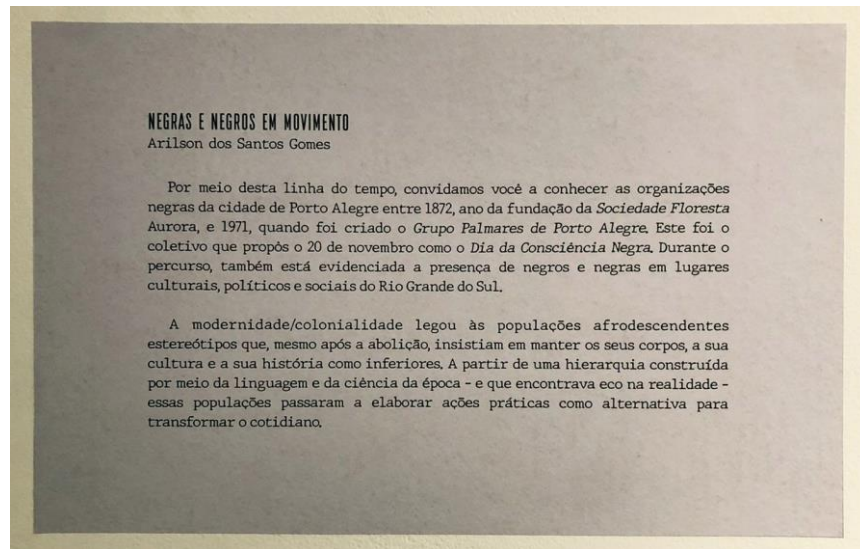 NEGRAS E NEGROS EM MOVIMENTO
Arilson dos Santos Gomes
Por meio desta linha do tempo, convidamos você a conhecer as organizações
negras da cidade de Porto Alegre entre 1872, ano da fundação da Sociedade Floresta
Aurora, e 1971, quando foi criado o Grupo Palmares de Porto Alegre. Este foi o
coletivo que propôs o 20 de novembro como o Dia da Consciência Negra. Durante o
percurso, também está evidenciada a presença de negros e negras em lugares
culturais, políticos e sociais do Rio Grande do Sul.
A modernidade/colonialidade legou às populações afrodescendentes
estereótipos que, mesmo após a abolição, insistiam em manter os seus corpos, a sua
cultura e a sua história como inferiores. A partir de uma hierarquia construída
por meio da linguagem e da ciência da época - e que encontrava eco na realidade -
essas populações passaram a elaborar ações práticas como alternativa para
transformar o cotidiano.